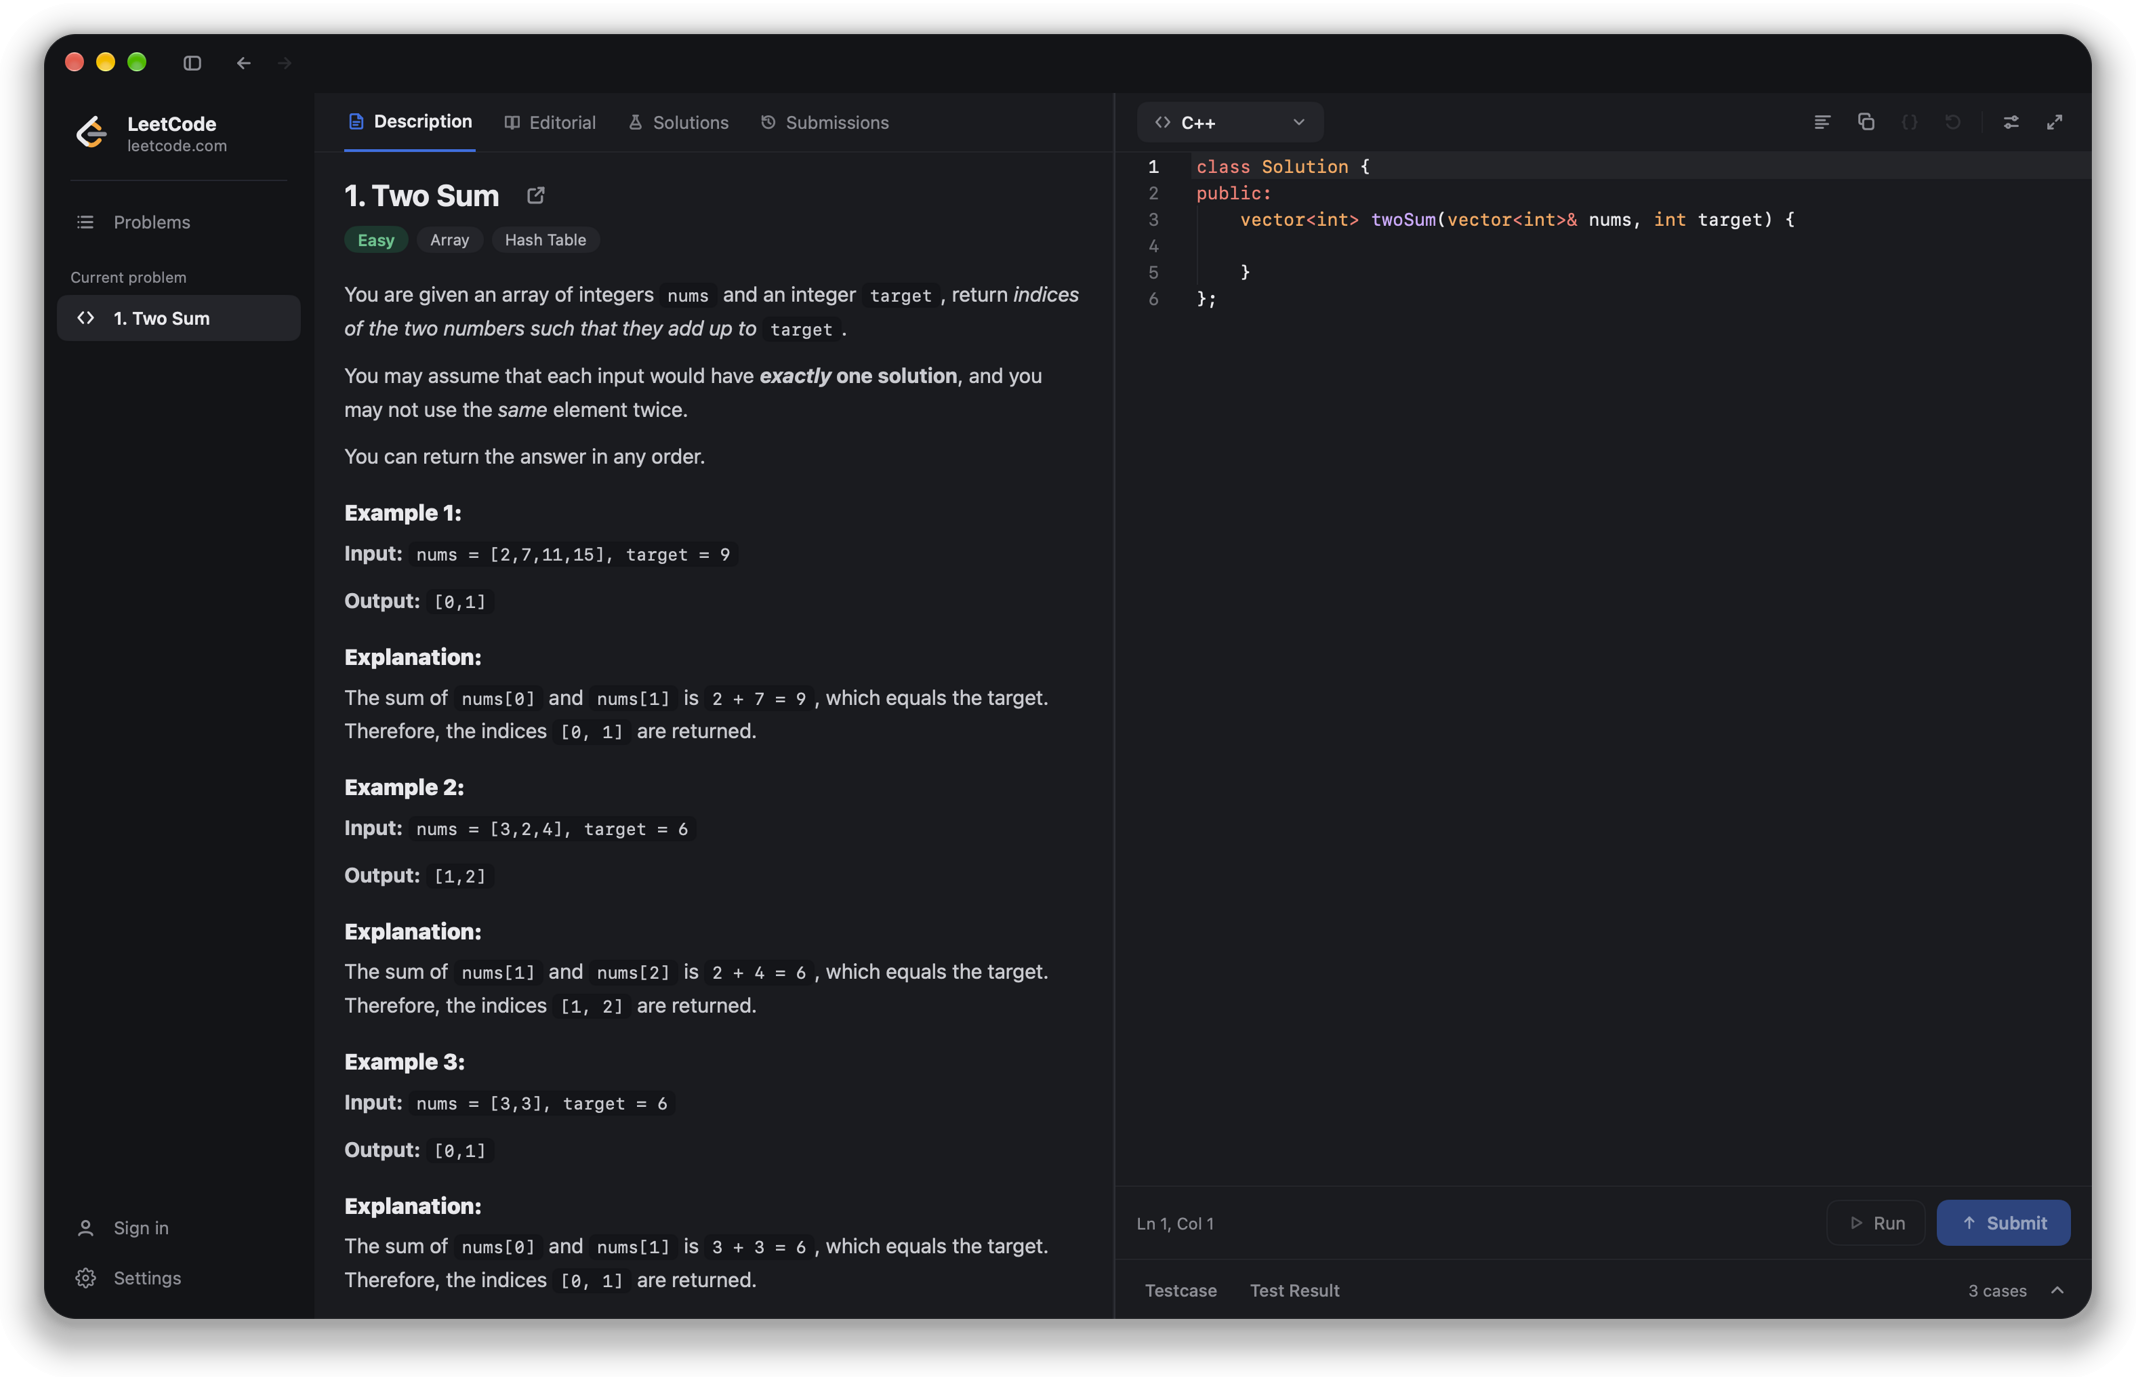 LeetCode
leetcode.com
Problems
Current problem
1. Two Sum
Sign in
Settings
Description
Editorial
Solutions
Submissions
1. Two Sum
Easy
Array
Hash Table
You are given an array of integers nums and an integer target, return indices
of the two numbers such that they add up to target.
You may assume that each input would have exactly one solution, and you
may not use the same element twice.
You can return the answer in any order.
Example 1:
Input: nums = [2,7,11,15], target = 9
Output: [0,1]
Explanation:
The sum of nums[0] and nums[1] is 2 + 7 = 9, which equals the target.
Therefore, the indices [0, 1] are returned.
Example 2:
Input: nums = [3,2,4], target = 6
Output: [1,2]
Explanation:
The sum of nums[1] and nums[2] is 2 + 4 = 6, which equals the target.
Therefore, the indices [1, 2] are returned.
Example 3:
Input: nums = [3,3], target = 6
Output: [0,1]
Explanation:
The sum of nums[0] and nums[1] is 3 + 3 = 6, which equals the target.
Therefore, the indices [0, 1] are returned.
C++
1 class Solution {
2 public:
3     vector<int> twoSum(vector<int>& nums, int target) {
4
5     }
6 };
Ln 1, Col 1
Run
Submit
Testcase
Test Result
3 cases